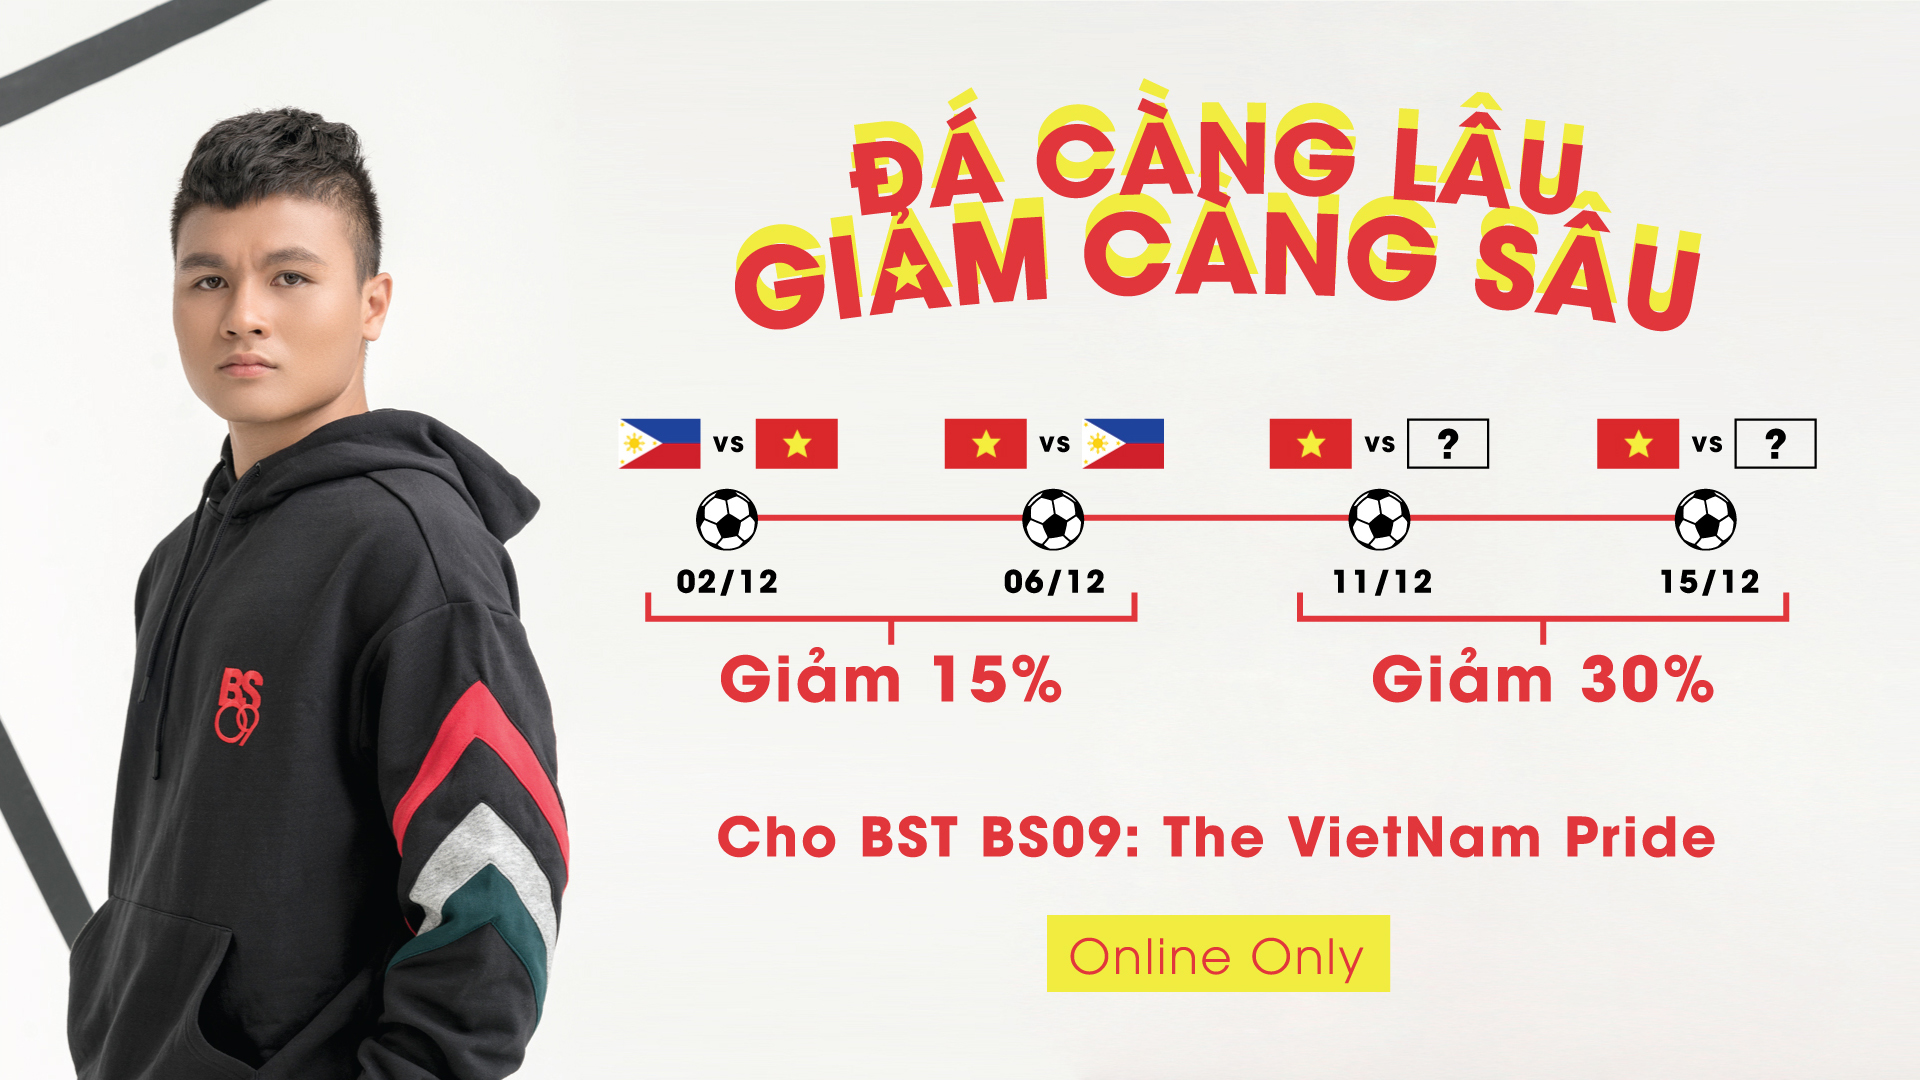 ĐÁ CÀNG LÂU
GIẢM CÀNG SÂU
vs
vs
vs ?
vs ?
02/12
06/12
11/12
15/12
Giảm 15%
Giảm 30%
Cho BST BS09: The VietNam Pride
Online Only
BS
09